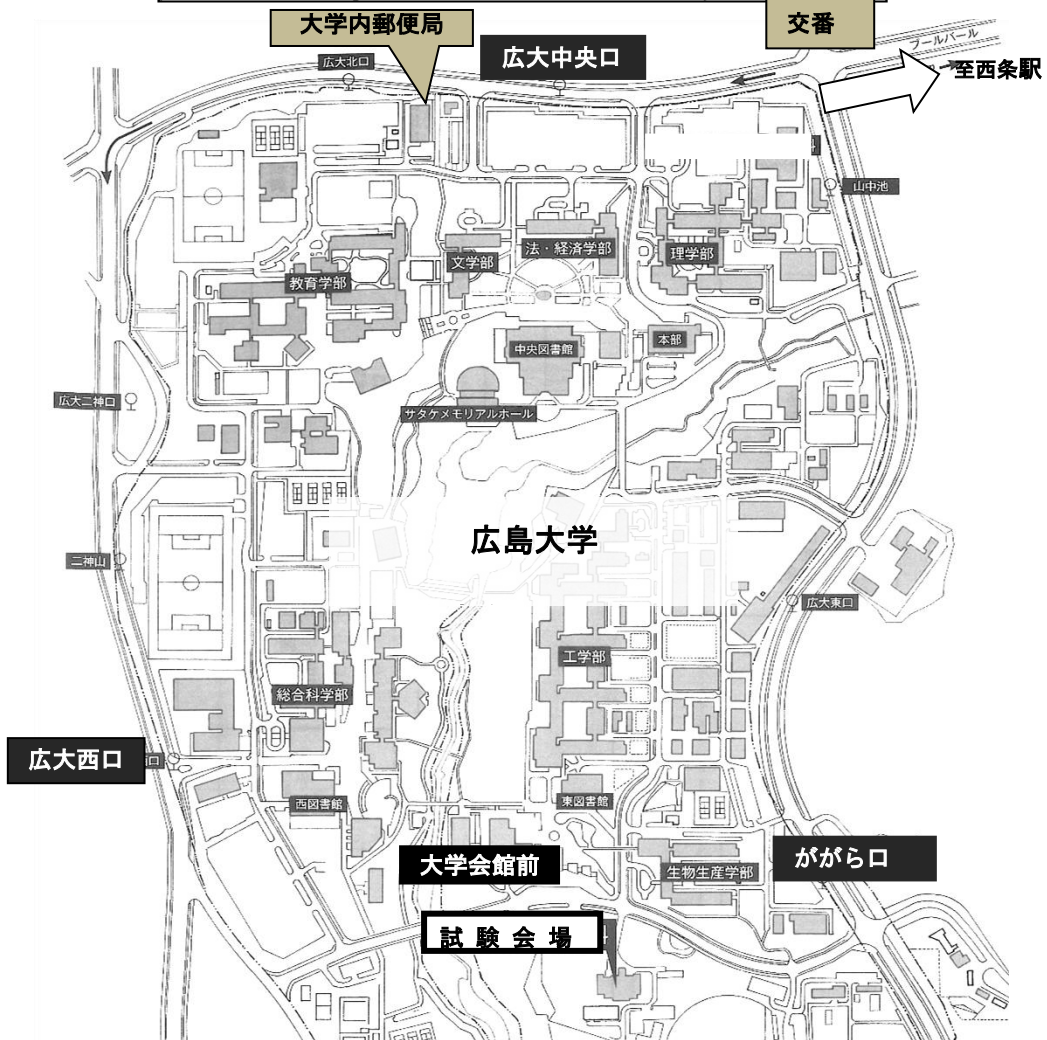 大学内郵便局
交番
広大北口
広大中央口
ブールバール
至西条駅
山中池
法・経済学部
文学部
理学部
教育学部
本部
中央図書館
広大二神口
サタケメモリアルホール
広島大学
二神山
広大東口
工学部
総合科学部
広大西口
口
西図書館
東図書館
大学会館前
生物生産学部
ががら口
試験会場